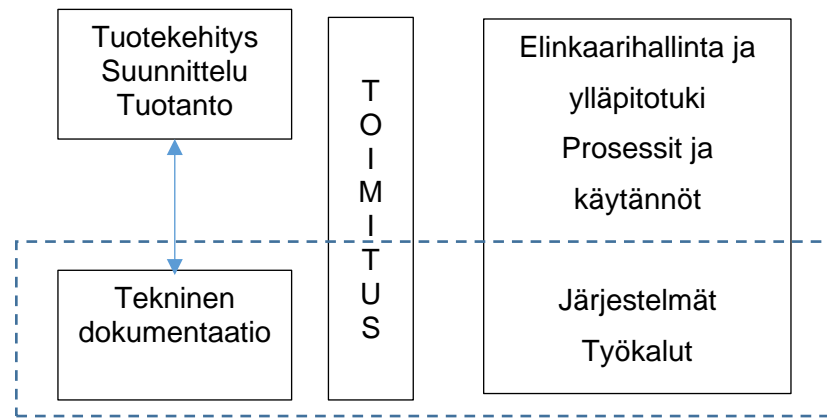 Tuotekehitys
Suunnittelu
Tuotanto
Tekninen
dokumentaatio
T
O
I
M
I
T
U
S
Elinkaarihallinta ja
ylläpitotuki
Prosessit ja
käytännöt
Järjestelmät
Työkalut